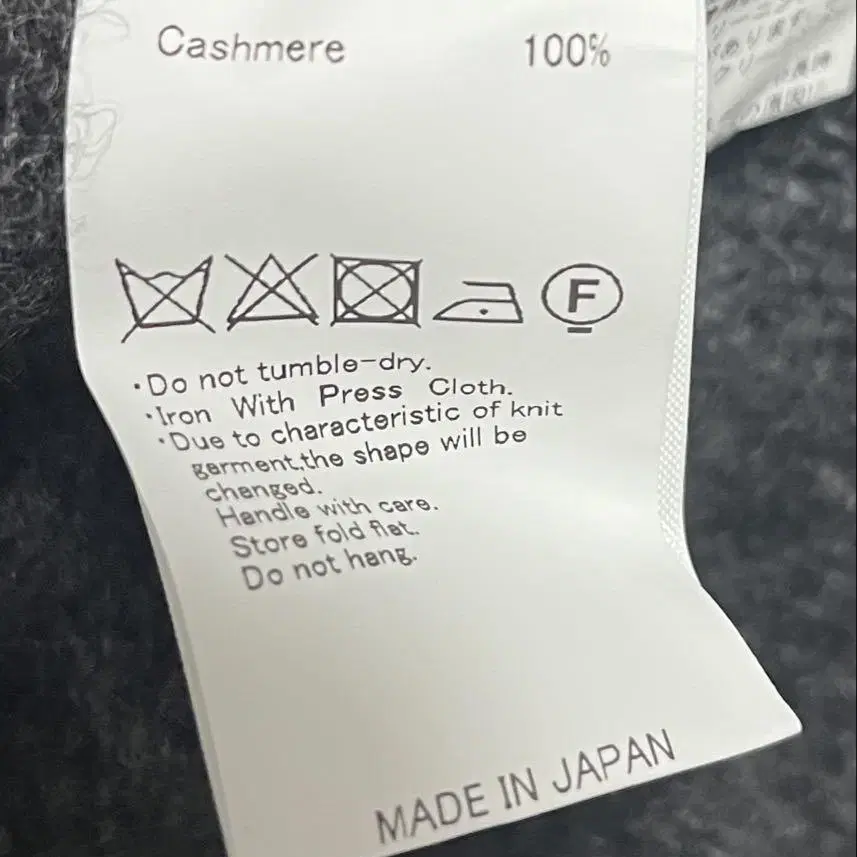 Cashmere 100%
F
・Do not tumble-dry.
・Iron With Press Cloth.
・Due to characteristic of knit
garment,the shape will be
changed.
Handle with care.
Store fold flat.
Do not hang.
MADE IN JAPAN